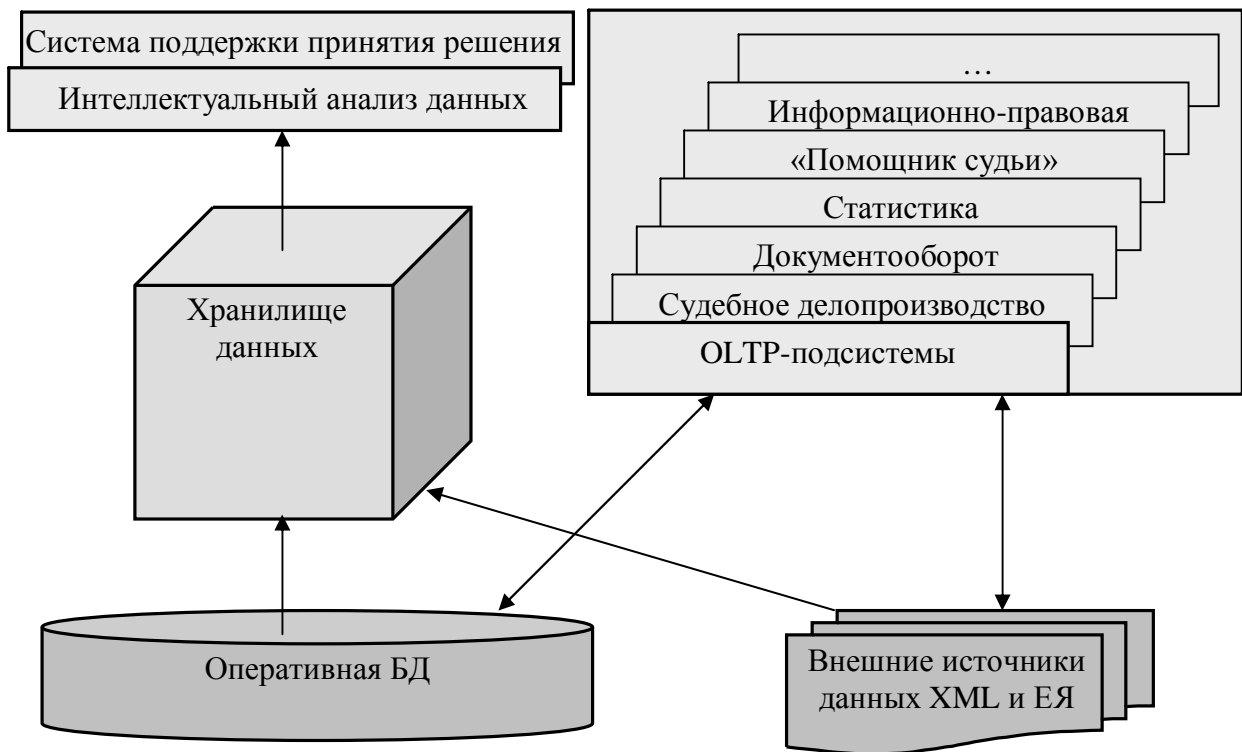 Система поддержки принятия решения
Интеллектуальный анализ данных
Хранилище
данных
Оперативная БД
…
Информационно-правовая
«Помощник судьи»
Статистика
Документооборот
Судебное делопроизводство
OLTP-подсистемы
Внешние источники
данных XML и ЕЯ